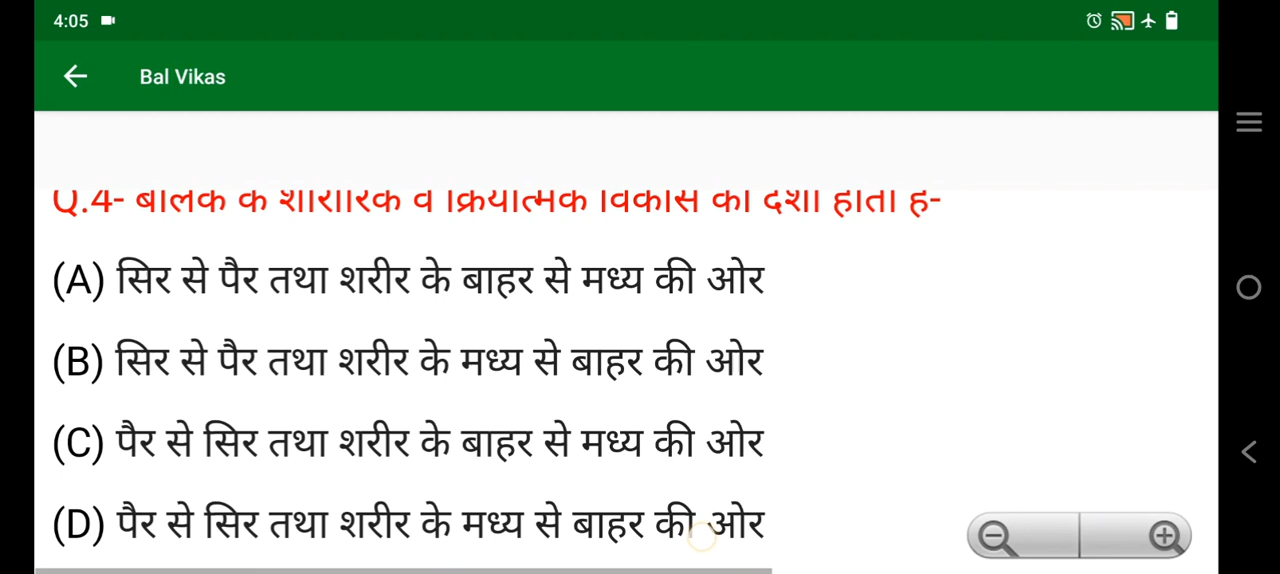 4:05
Bal Vikas
Q.4- बालक के शारीरिक व क्रियात्मक विकास की दशा होती है-
(A) सिर से पैर तथा शरीर के बाहर से मध्य की ओर
(B) सिर से पैर तथा शरीर के मध्य से बाहर की ओर
(C) पैर से सिर तथा शरीर के बाहर से मध्य की ओर
(D) पैर से सिर तथा शरीर के मध्य से बाहर की ओर